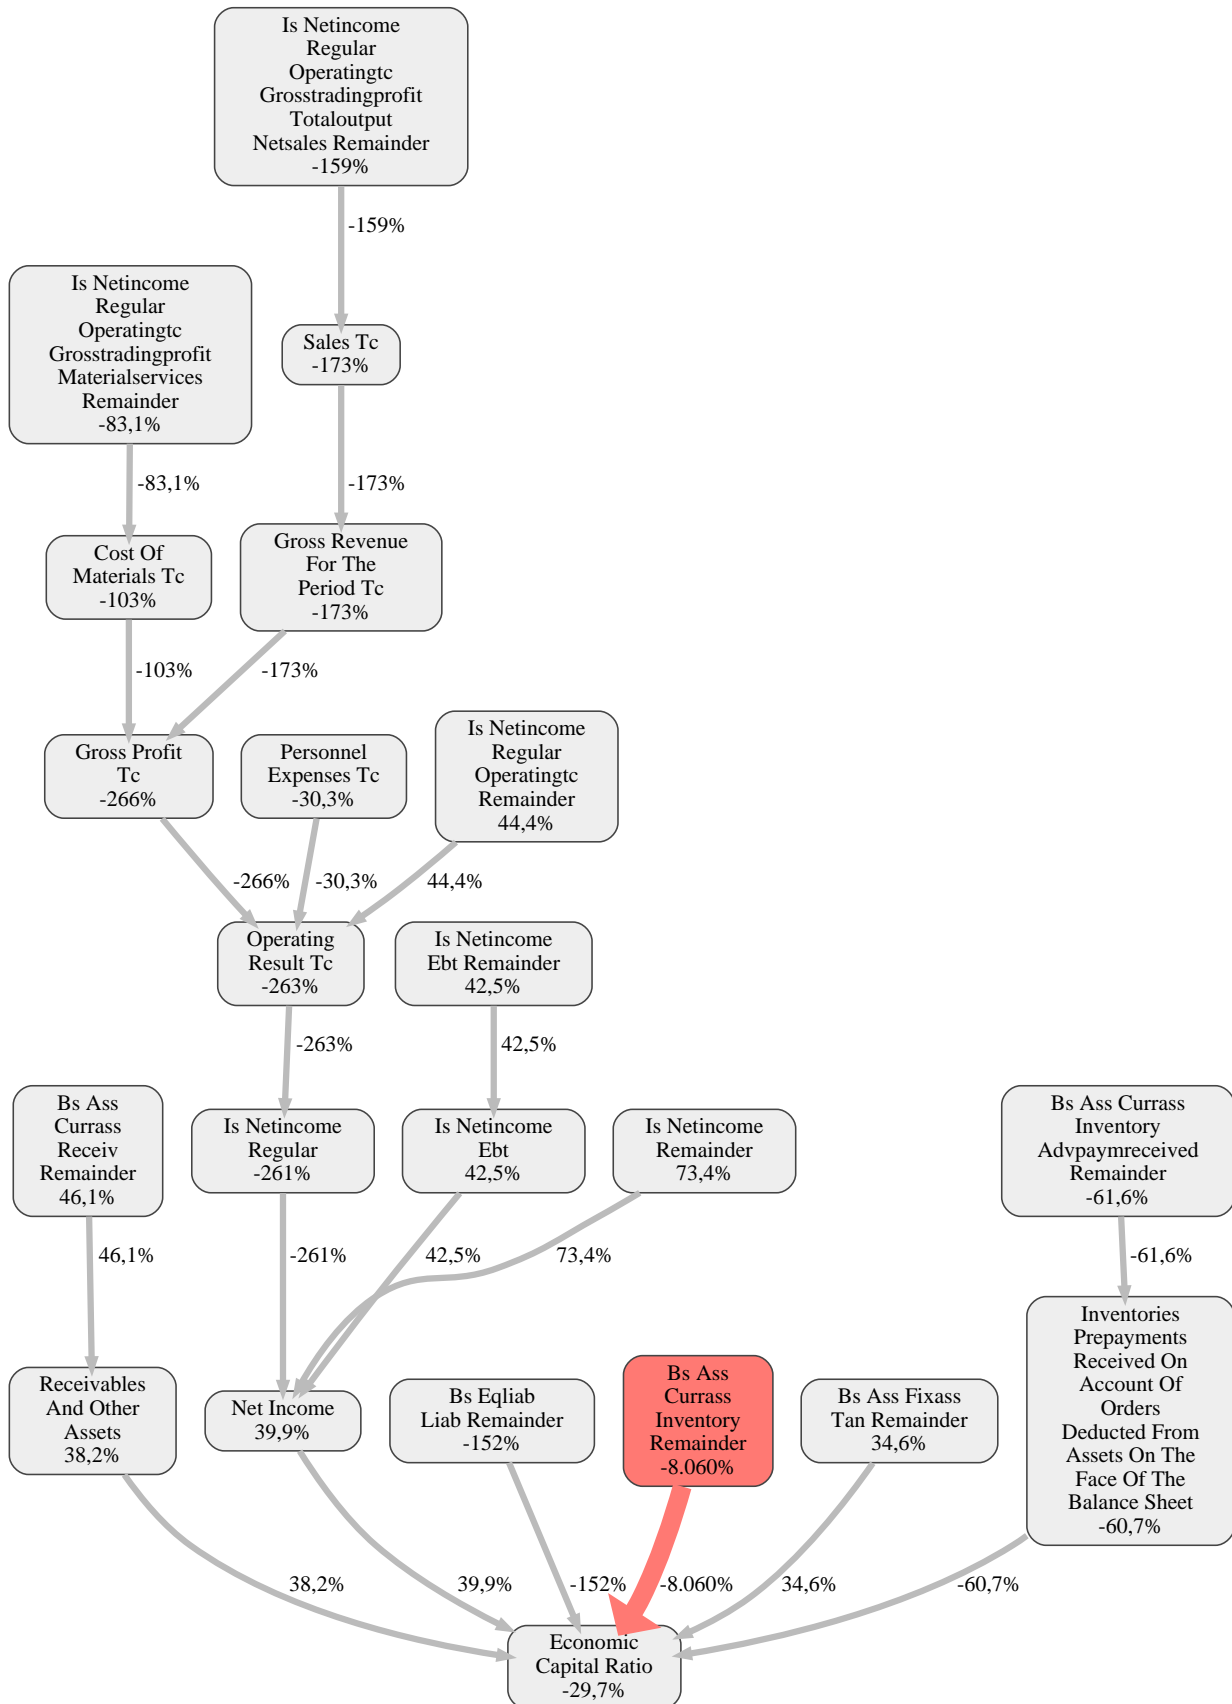 Is Netincome
Regular
Operatingtc
Grosstradingprofit
Totaloutput
Netsales Remainder
-159%
-159%
Is Netincome
Regular
Operatingtc
Grosstradingprofit
Materialservices
Remainder
-83,1%
Sales Tc
-173%
-83,1%
-173%
Cost Of
Materials Tc
-103%
Gross Revenue
For The
Period Tc
-173%
-103%
-173%
Gross Profit
Tc
-266%
Personnel
Expenses Tc
-30,3%
Is Netincome
Regular
Operatingtc
Remainder
44,4%
-266%
-30,3%
44,4%
Operating
Result Tc
-263%
Is Netincome
Ebt Remainder
42,5%
-263%
42,5%
Bs Ass
Currass
Receiv
Remainder
46,1%
Is Netincome
Regular
-261%
Is Netincome
Ebt
42,5%
Is Netincome
Remainder
73,4%
Bs Ass Currass
Inventory
Advpaymreceived
Remainder
-61,6%
46,1%
-261%
42,5%
73,4%
-61,6%
Receivables
And Other
Assets
38,2%
Net Income
39,9%
Bs Eqliab
Liab Remainder
-152%
Bs Ass
Currass
Inventory
Remainder
-8.060%
Bs Ass Fixass
Tan Remainder
34,6%
Inventories
Prepayments
Received On
Account Of
Orders
Deducted From
Assets On The
Face Of The
Balance Sheet
-60,7%
38,2%
39,9%
-152%
-8.060%
34,6%
-60,7%
Economic
Capital Ratio
-29,7%